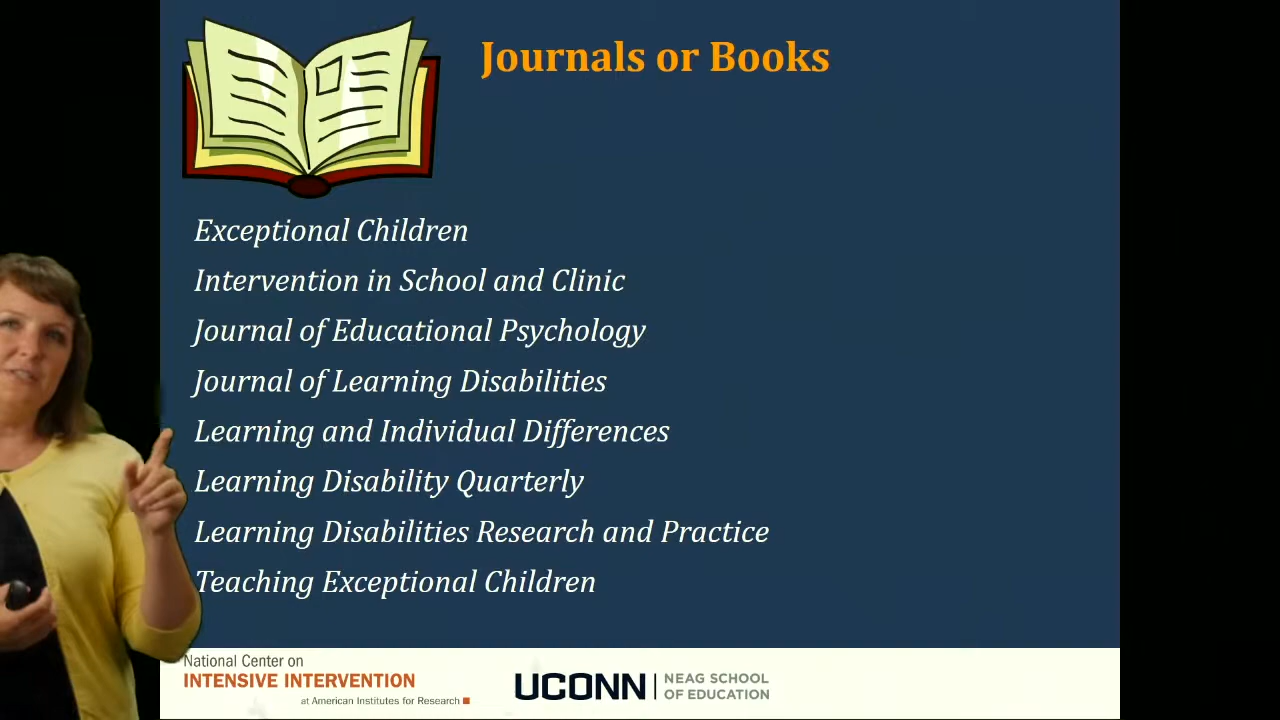 Journals or Books
Exceptional Children
Intervention in School and Clinic
Journal of Educational Psychology
Journal of Learning Disabilities
Learning and Individual Differences
Learning Disability Quarterly
Learning Disabilities Research and Practice
Teaching Exceptional Children
National Center on
INTENSIVE INTERVENTION
at American Institutes for Research
UCONN
NEAG SCHOOL
OF EDUCATION